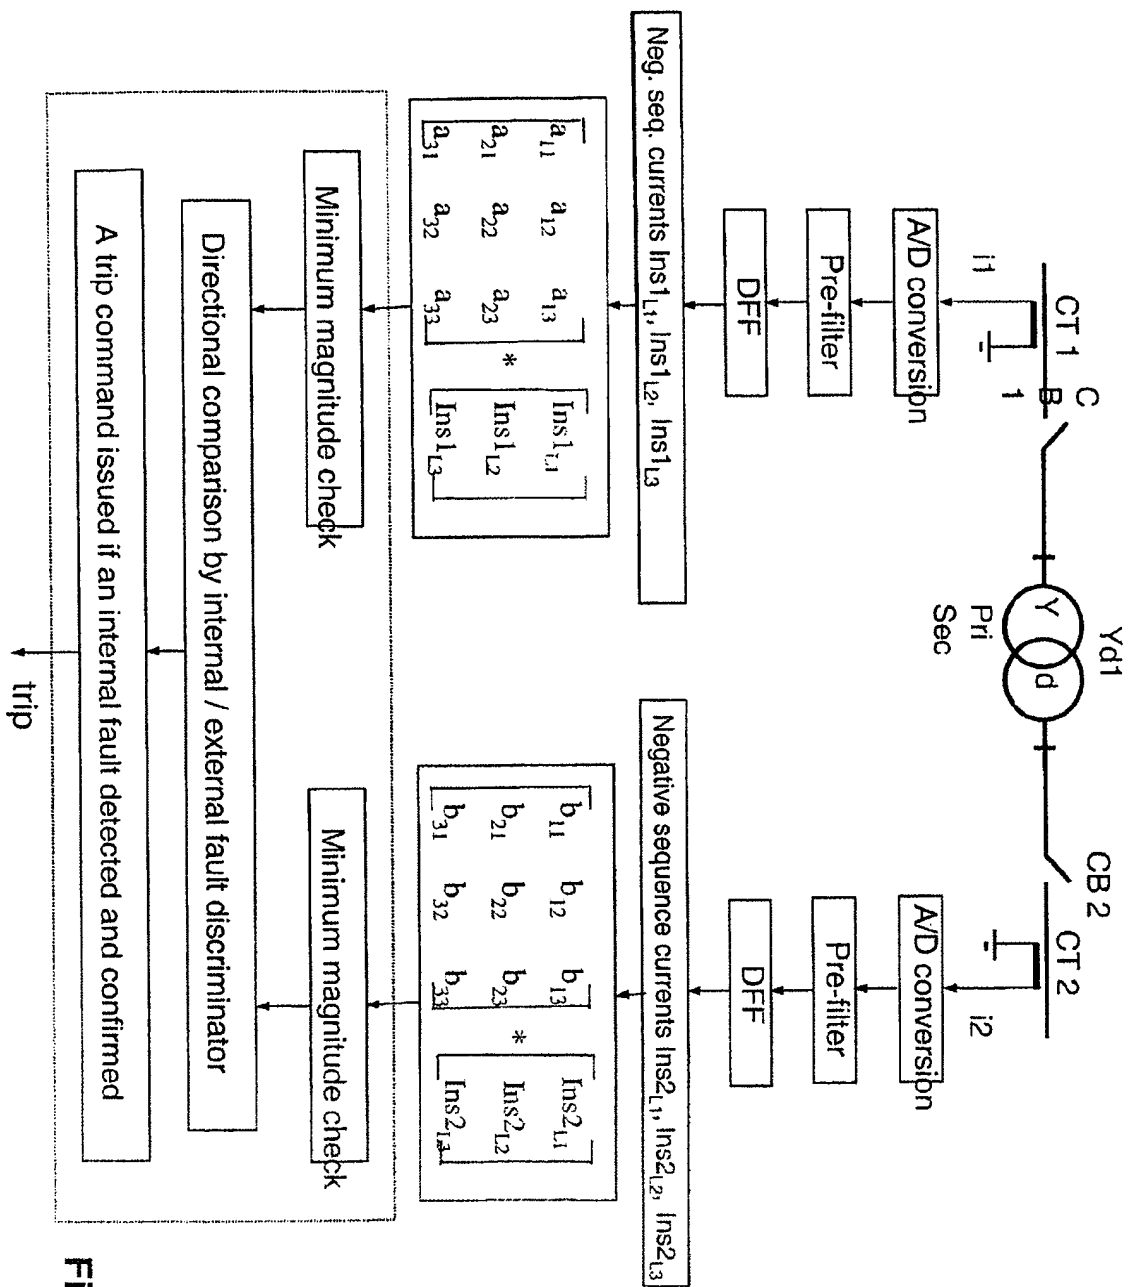 Yd1
CT 1
C
B
1
Y
d
Pri
Sec
CB 2
CT 2
i1
i2
A/D conversion
A/D conversion
Pre-filter
Pre-filter
DFF
DFF
Neg. seq. currents Ins1L1, Ins1L2, Ins1L3
Negative sequence currents Ins2L1, Ins2L2, Ins2L3
a11 a12 a13
a21 a22 a23
a31 a32 a33
*
Ins1L1
Ins1L2
Ins1L3
b11 b12 b13
b21 b22 b23
b31 b32 b33
*
Ins2L1
Ins2L2
Ins2L3
Minimum magnitude check
Minimum magnitude check
Directional comparison by internal / external fault discriminator
A trip command issued if an internal fault detected and confirmed
trip
Fi